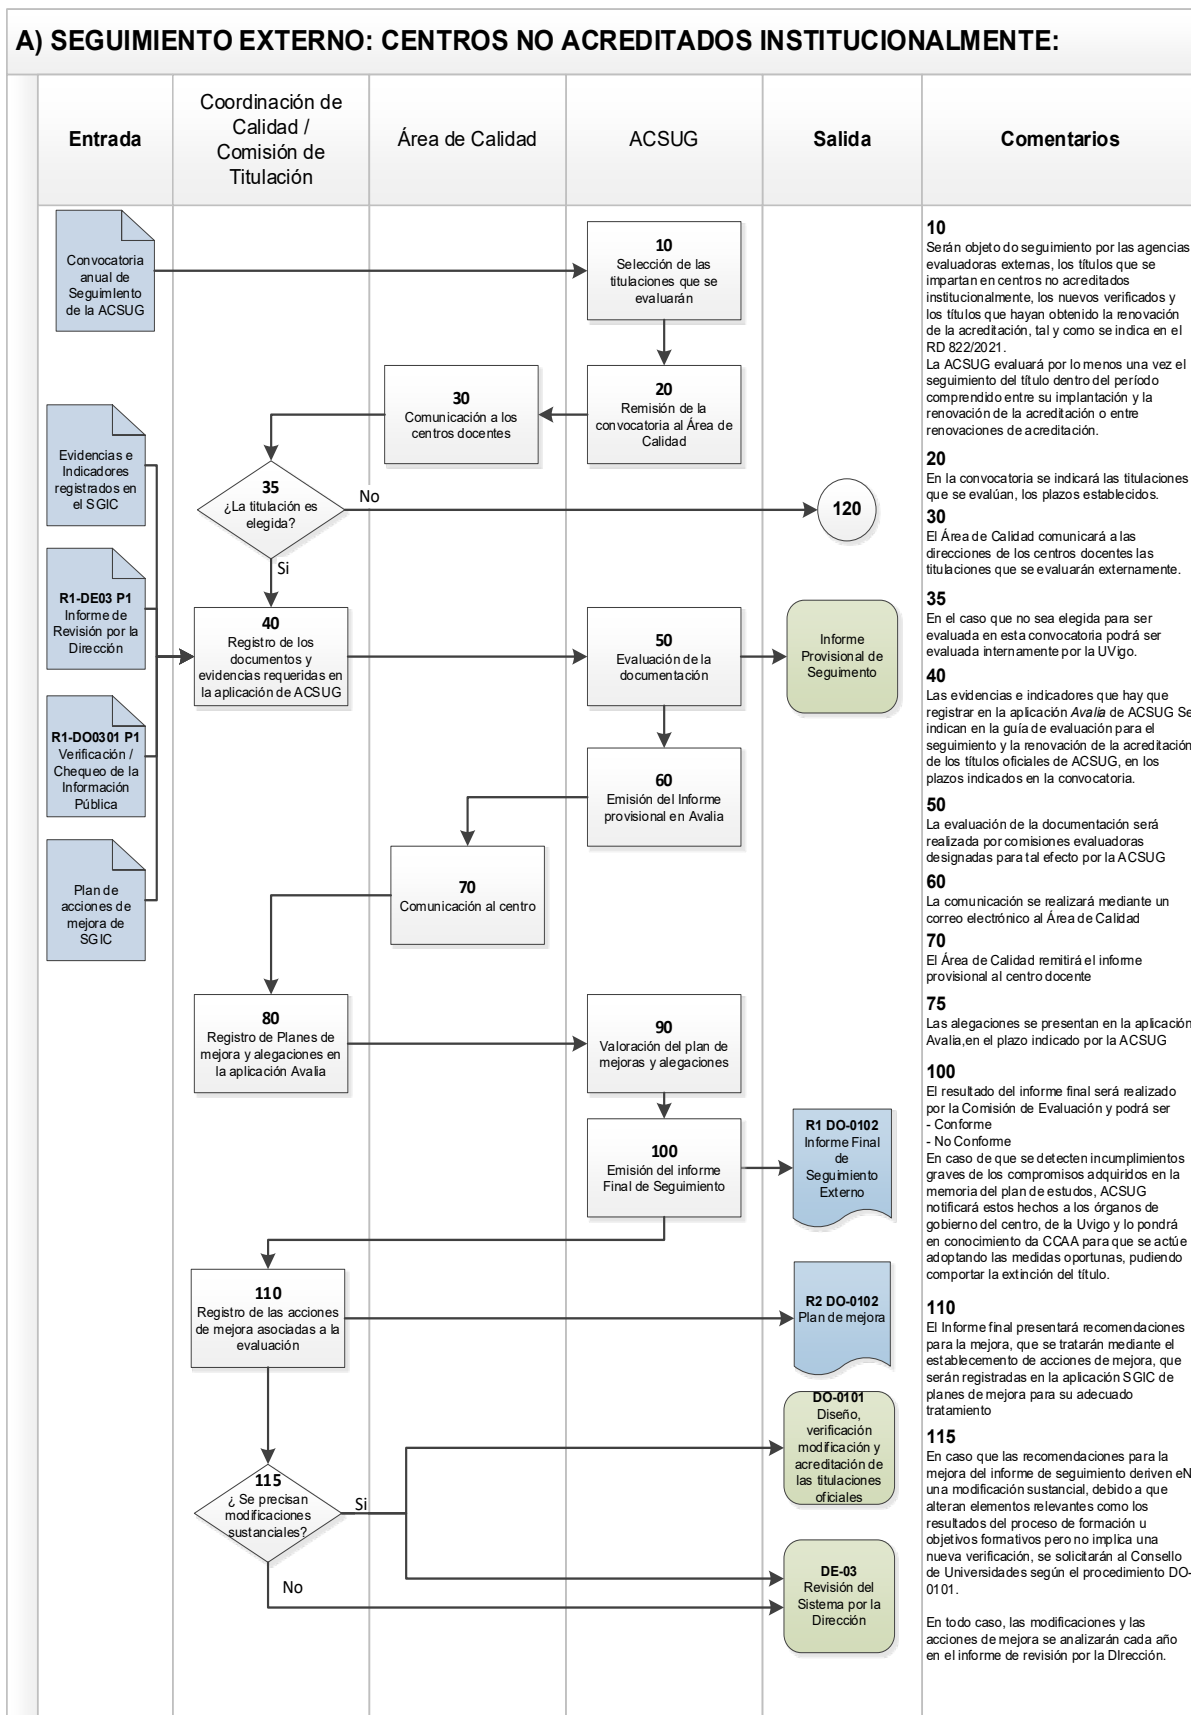 A) SEGUIMIENTO EXTERNO: CENTROS NO ACREDITADOS INSTITUCIONALMENTE:
Entrada
Coordinación de
Calidad /
Comisión de
Titulación
Área de Calidad
ACSUG
Salida
Comentarios
Convocatoria
anual de
Seguimiento
de la ACSUG
10
Selección de las
titulaciones que se
evaluarán
20
Remisión de la
convocatoria al Área de
Calidad
30
Comunicación a los
centros docentes
Evidencias e
Indicadores
registrados en
el SGIC
35
¿La titulación es
elegida?
No
120
Si
R1-DE03 P1
Informe de
Revisión por la
Dirección
40
Registro de los
documentos y
evidencias requeridas en
la aplicación de ACSUG
50
Evaluación de la
documentación
Informe
Provisional de
Seguimento
R1-DO0301 P1
Verificación /
Chequeo de la
Información
Pública
60
Emisión del Informe
provisional en Avalia
Plan de
acciones de
mejora de
SGIC
70
Comunicación al centro
80
Registro de Planes de
mejora y alegaciones en
la aplicación Avalia
90
Valoración del plan de
mejoras y alegaciones
100
Emisión del informe
Final de Seguimiento
R1 DO-0102
Informe Final
de
Seguimiento
Externo
110
Registro de las acciones
de mejora asociadas a la
evaluación
R2 DO-0102
Plan de mejora
115
¿ Se precisan
modificaciones
sustanciales?
Si
No
DO-0101
Diseño,
verificación
modificación y
acreditación de
las titulaciones
oficiales
DE-03
Revisión del
Sistema por la
Dirección
10
Serán objeto do seguimiento por las agencias
evaluadoras externas, los títulos que se
impartan en centros no acreditados
institucionalmente, los nuevos verificados y
los títulos que hayan obtenido la renovación
de la acreditación, tal y como se indica en el
RD 822/2021.
La ACSUG evaluará por lo menos una vez el
seguimiento del título dentro del período
comprendido entre su implantación y la
renovación de la acreditación o entre
renovaciones de acreditación.
20
En la convocatoria se indicará las titulaciones
que se evalúan, los plazos establecidos.
30
El Área de Calidad comunicará a las
direcciones de los centros docentes las
titulaciones que se evaluarán externamente.
35
En el caso que no sea elegida para ser
evaluada en esta convocatoria podrá ser
evaluada internamente por la UVigo.
40
Las evidencias e indicadores que hay que
registrar en la aplicación Avalia de ACSUG Se
indican en la guía de evaluación para el
seguimiento y la renovación de la acreditación
de los títulos oficiales de ACSUG, en los
plazos indicados en la convocatoria.
50
La evaluación de la documentación será
realizada por comisiones evaluadoras
designadas para tal efecto por la ACSUG
60
La comunicación se realizará mediante un
correo electrónico al Área de Calidad
70
El Área de Calidad remitirá el informe
provisional al centro docente
75
Las alegaciones se presentan en la aplicación
Avalia,en el plazo indicado por la ACSUG
100
El resultado del informe final será realizado
por la Comisión de Evaluación y podrá ser
- Conforme
- No Conforme
En caso de que se detecten incumplimientos
graves de los compromisos adquiridos en la
memoria del plan de estudos, ACSUG
notificará estos hechos a los órganos de
gobierno del centro, de la Uvigo y lo pondrá
en conocimiento da CCAA para que se actúe
adoptando las medidas oportunas, pudiendo
comportar la extinción del título.
110
El Informe final presentará recomendaciones
para la mejora, que se tratarán mediante el
establecemento de acciones de mejora, que
serán registradas en la aplicación SGIC de
planes de mejora para su adecuado
tratamiento
115
En caso que las recomendaciones para la
mejora del informe de seguimiento deriven eN
una modificación sustancial, debido a que
alteran elementos relevantes como los
resultados del proceso de formación u
objetivos formativos pero no implica una
nueva verificación, se solicitarán al Consello
de Universidades según el procedimiento DO-
0101.
En todo caso, las modificaciones y las
acciones de mejora se analizarán cada año
en el informe de revisión por la DIrección.